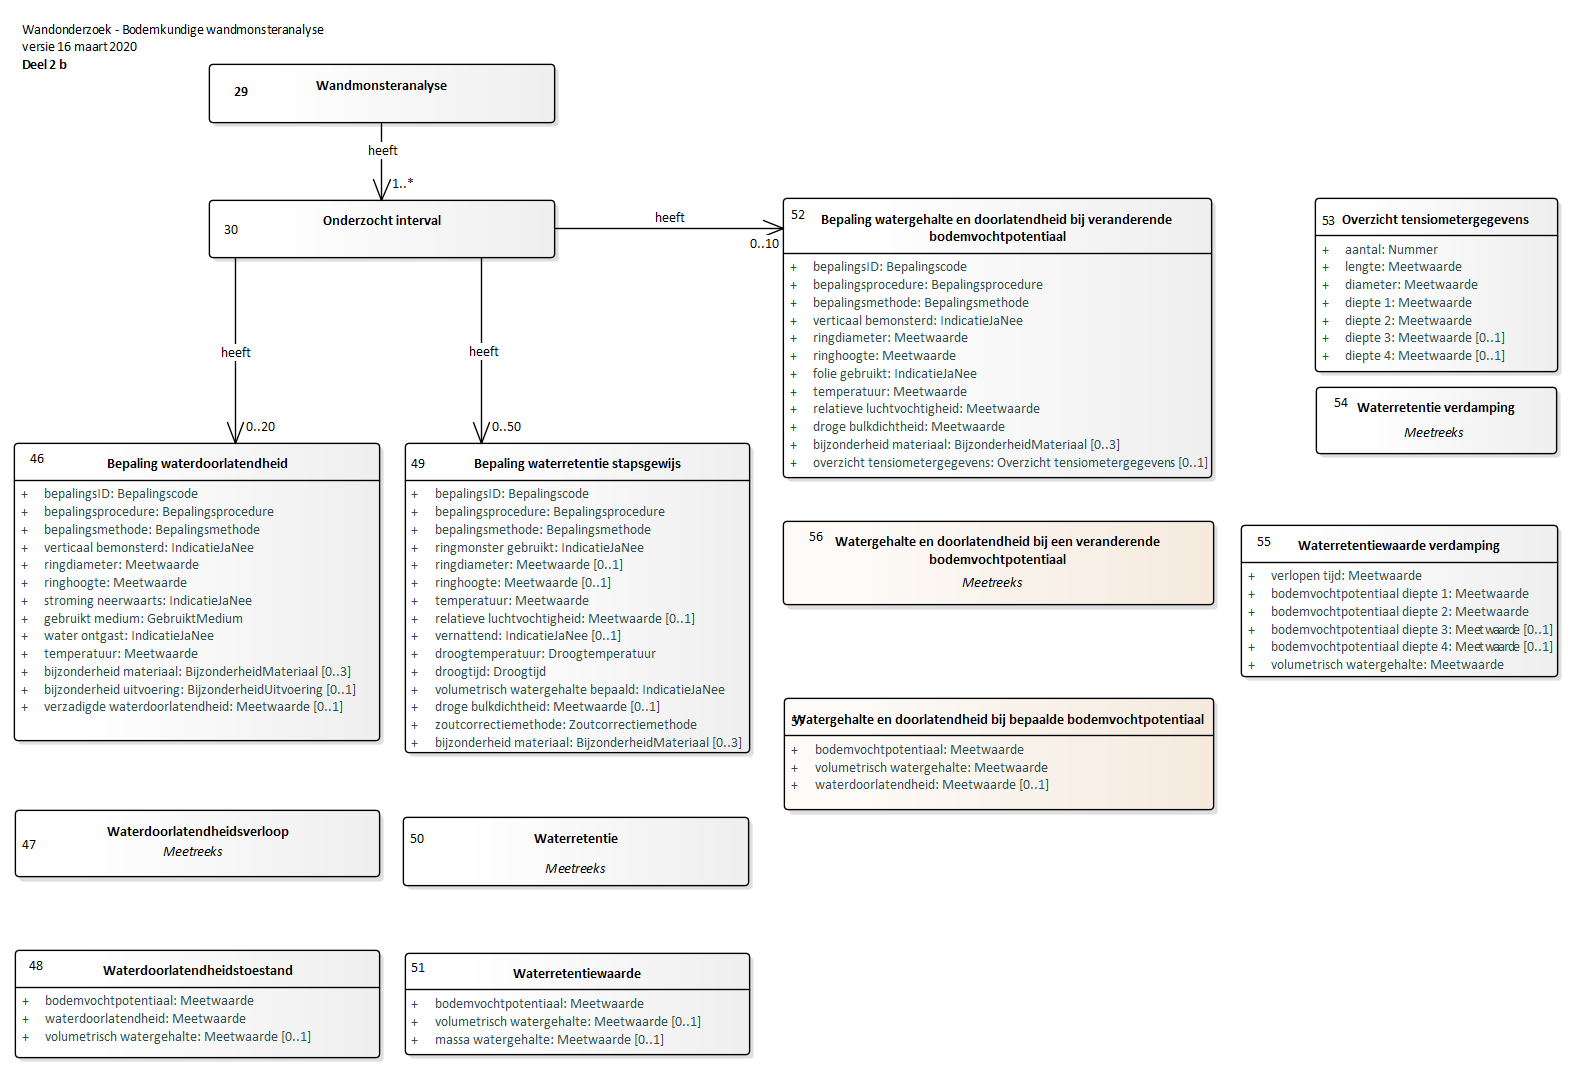 Wandonderzoek - Bodemkundige wandmonsteranalyse
versie 16 maart 2020
Deel 2 b
29
Wandmonsteranalyse
heeft
1..*
30
Onderzocht interval
heeft
0..10
heeft
0..20
heeft
0..50
52
Bepaling watergehalte en doorlatendheid bij veranderende
bodemvochtpotentiaal
+ bepalingsID: Bepalingscode
+ bepalingsprocedure: Bepalingsprocedure
+ bepalingsmethode: Bepalingsmethode
+ verticaal bemonsterd: IndicatieJaNee
+ ringdiameter: Meetwaarde
+ ringhoogte: Meetwaarde
+ folie gebruikt: IndicatieJaNee
+ temperatuur: Meetwaarde
+ relatieve luchtvochtigheid: Meetwaarde
+ droge bulkdichtheid: Meetwaarde
+ bijzonderheid materiaal: BijzonderheidMateriaal [0..3]
+ overzicht tensiometergegevens: Overzicht tensiometergegevens [0..1]
53 Overzicht tensiometergegevens
+ aantal: Nummer
+ lengte: Meetwaarde
+ diameter: Meetwaarde
+ diepte 1: Meetwaarde
+ diepte 2: Meetwaarde
+ diepte 3: Meetwaarde [0..1]
+ diepte 4: Meetwaarde [0..1]
54 Waterretentie verdamping
Meetreeks
46
Bepaling waterdoorlatendheid
+ bepalingsID: Bepalingscode
+ bepalingsprocedure: Bepalingsprocedure
+ bepalingsmethode: Bepalingsmethode
+ verticaal bemonsterd: IndicatieJaNee
+ ringdiameter: Meetwaarde
+ ringhoogte: Meetwaarde
+ stroming neerwaarts: IndicatieJaNee
+ gebruikt medium: GebruiktMedium
+ water ontgast: IndicatieJaNee
+ temperatuur: Meetwaarde
+ bijzonderheid materiaal: BijzonderheidMateriaal [0..3]
+ bijzonderheid uitvoering: BijzonderheidUitvoering [0..1]
+ verzadigde waterdoorlatendheid: Meetwaarde [0..1]
49
Bepaling waterretentie stapsgewijs
+ bepalingsID: Bepalingscode
+ bepalingsprocedure: Bepalingsprocedure
+ bepalingsmethode: Bepalingsmethode
+ ringmonster gebruikt: IndicatieJaNee
+ ringdiameter: Meetwaarde [0..1]
+ ringhoogte: Meetwaarde [0..1]
+ temperatuur: Meetwaarde
+ relatieve luchtvochtigheid: Meetwaarde [0..1]
+ vernattend: IndicatieJaNee [0..1]
+ droogtemperatuur: Droogtemperatuur
+ droogtijd: Droogtijd
+ volumetrisch watergehalte bepaald: IndicatieJaNee
+ droge bulkdichtheid: Meetwaarde [0..1]
+ zoutcorrectiemethode: Zoutcorrectiemethode
+ bijzonderheid materiaal: BijzonderheidMateriaal [0..3]
56
Watergehalte en doorlatendheid bij een veranderende
bodemvochtpotentiaal
Meetreeks
55
Waterretentiewaarde verdamping
+ verlopen tijd: Meetwaarde
+ bodemvochtpotentiaal diepte 1: Meetwaarde
+ bodemvochtpotentiaal diepte 2: Meetwaarde
+ bodemvochtpotentiaal diepte 3: Meetwaarde [0..1]
+ bodemvochtpotentiaal diepte 4: Meetwaarde [0..1]
+ volumetrisch watergehalte: Meetwaarde
Watergehalte en doorlatendheid bij bepaalde bodemvochtpotentiaal
+ bodemvochtpotentiaal: Meetwaarde
+ volumetrisch watergehalte: Meetwaarde
+ waterdoorlatendheid: Meetwaarde [0..1]
47
Waterdoorlatendheidsverloop
Meetreeks
50
Waterretentie
Meetreeks
48
Waterdoorlatendheidstoestand
+ bodemvochtpotentiaal: Meetwaarde
+ waterdoorlatendheid: Meetwaarde
+ volumetrisch watergehalte: Meetwaarde [0..1]
51
Waterretentiewaarde
+ bodemvochtpotentiaal: Meetwaarde
+ volumetrisch watergehalte: Meetwaarde [0..1]
+ massa watergehalte: Meetwaarde [0..1]